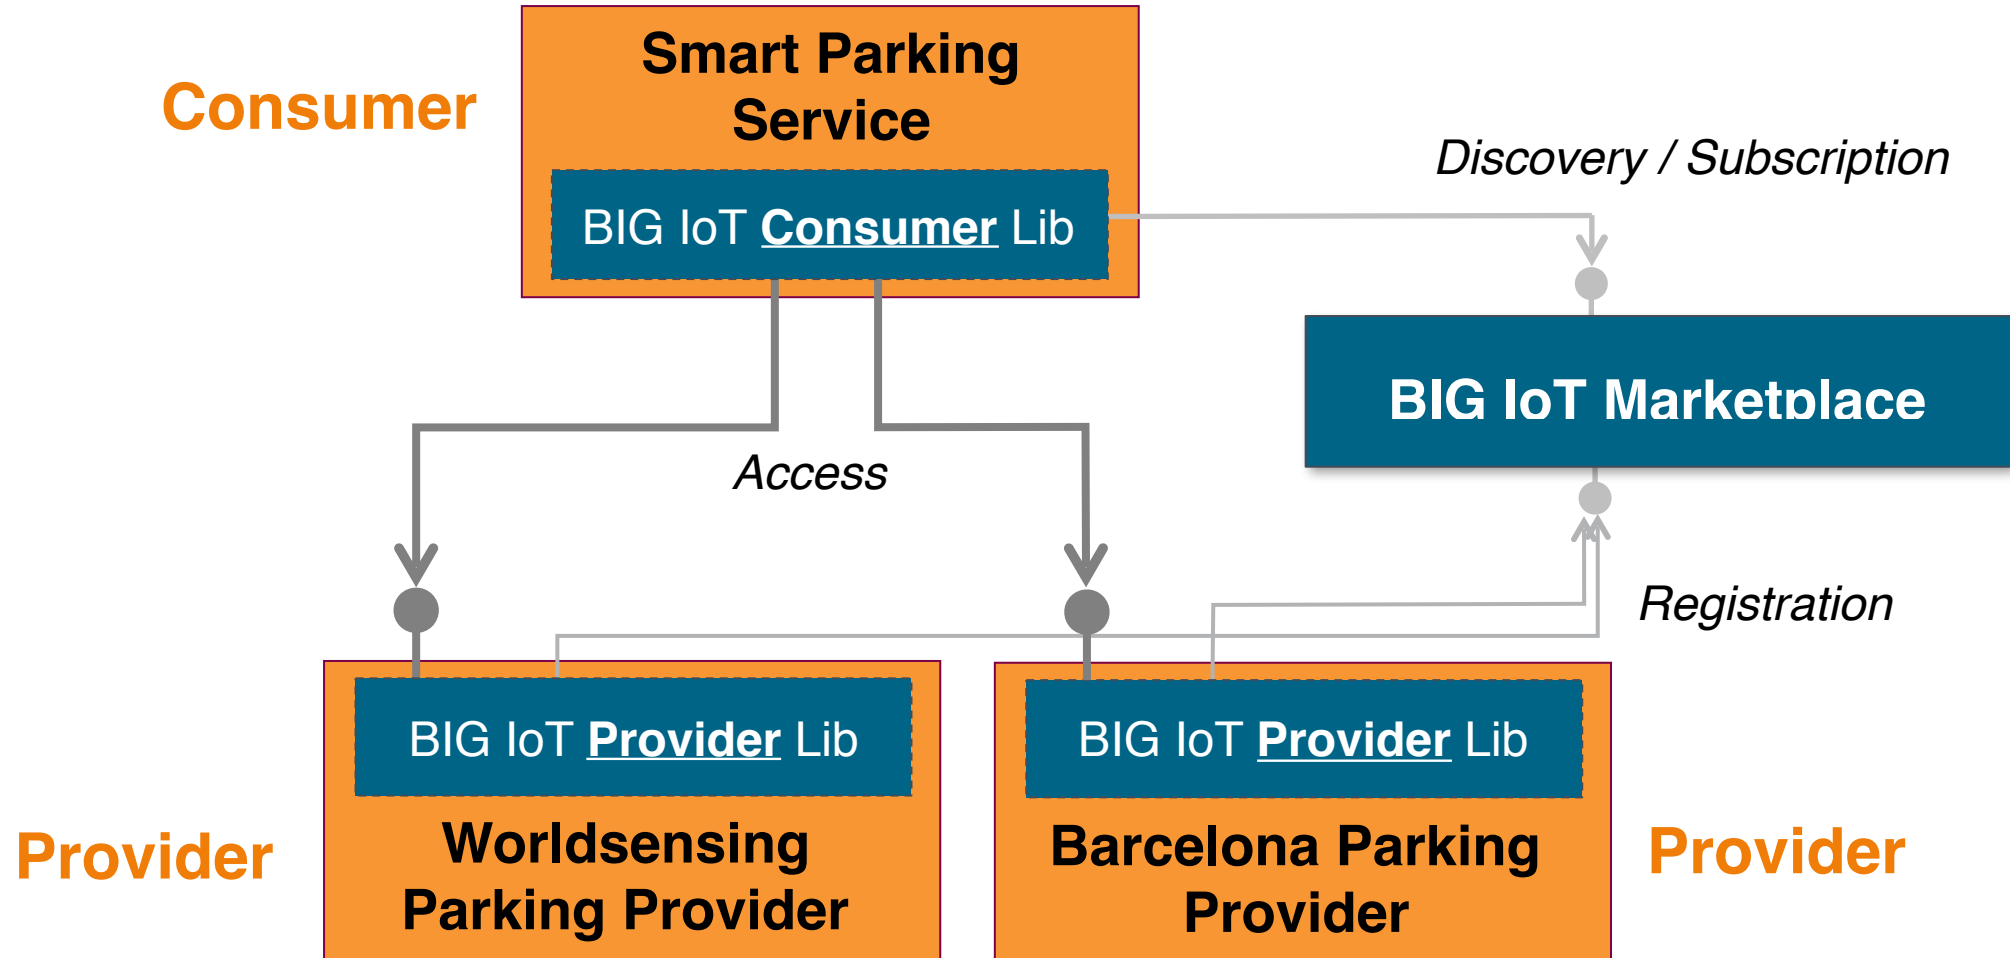 Smart Parking
Service
Consumer
BIG IoT Consumer Lib
Discovery / Subscription
BIG IoT Marketplace
Access
Registration
BIG IoT Provider Lib
BIG IoT Provider Lib
Provider
Worldsensing
Parking Provider
Barcelona Parking
Provider
Provider